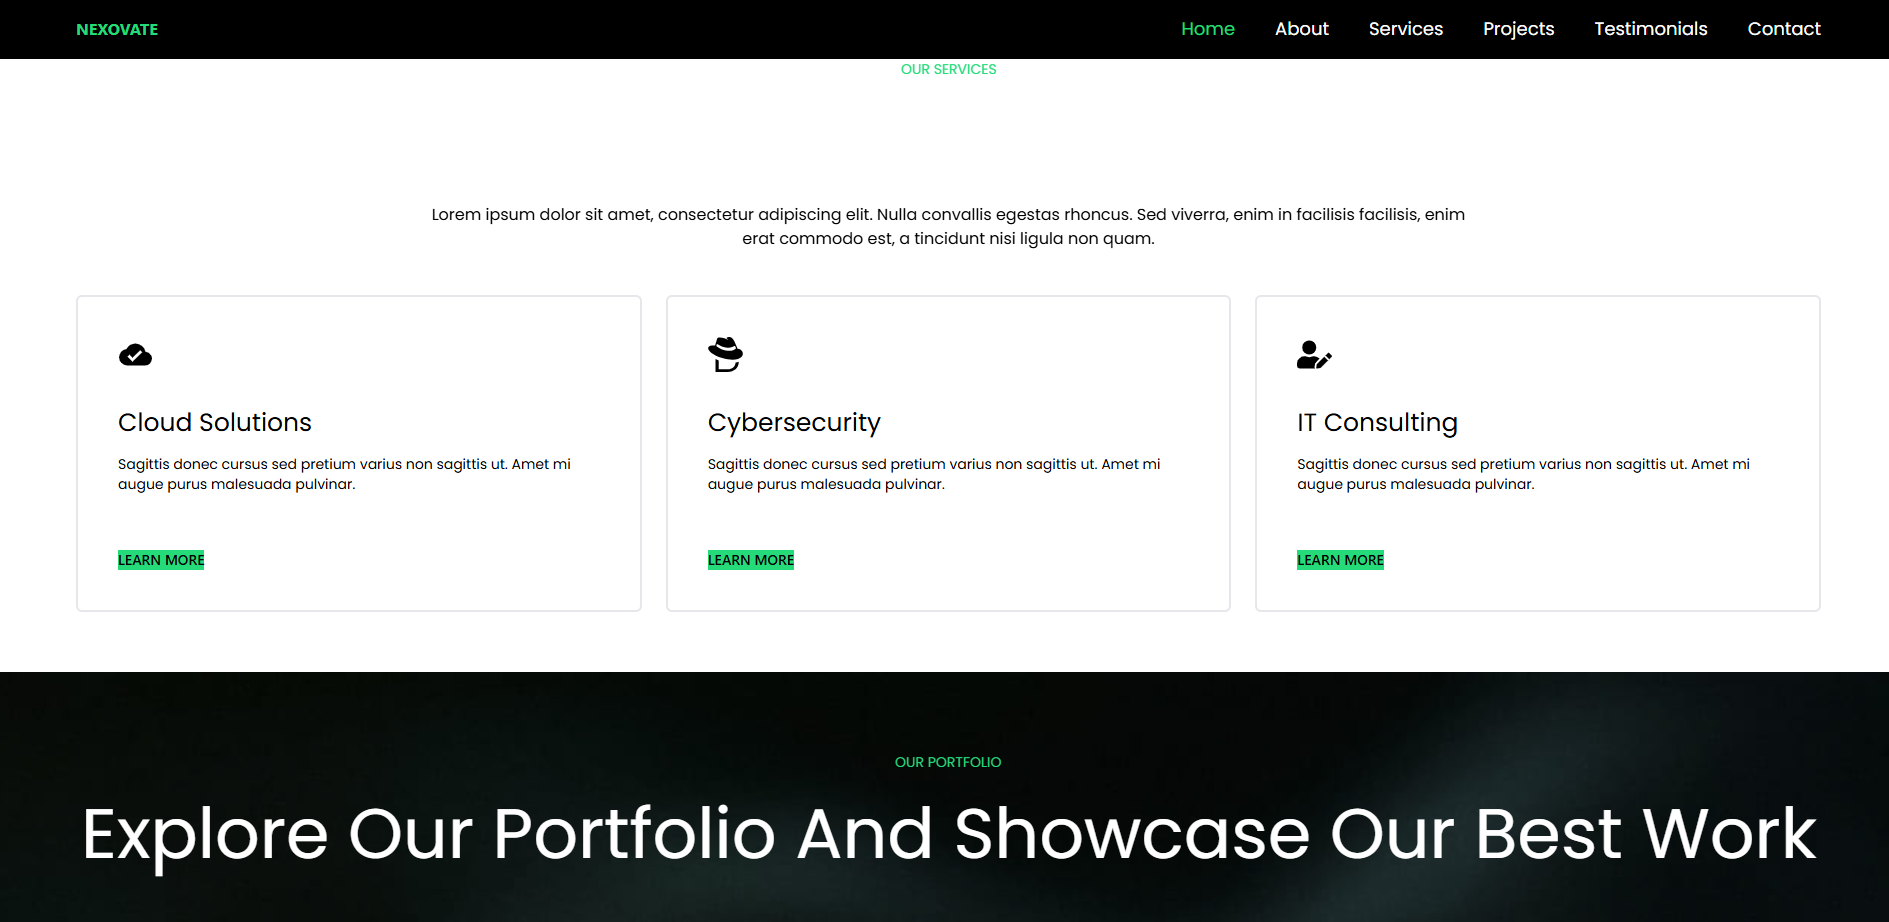 NEXOVATE
Home About Services Projects Testimonials Contact
OUR SERVICES
Lorem ipsum dolor sit amet, consectetur adipiscing elit. Nulla convallis egestas rhoncus. Sed viverra, enim in facilisis facilisis, enim
erat commodo est, a tincidunt nisi ligula non quam.
Cloud Solutions
Sagittis donec cursus sed pretium varius non sagittis ut. Amet mi
augue purus malesuada pulvinar.
LEARN MORE
Cybersecurity
Sagittis donec cursus sed pretium varius non sagittis ut. Amet mi
augue purus malesuada pulvinar.
LEARN MORE
IT Consulting
Sagittis donec cursus sed pretium varius non sagittis ut. Amet mi
augue purus malesuada pulvinar.
LEARN MORE
OUR PORTFOLIO
Explore Our Portfolio And Showcase Our Best Work